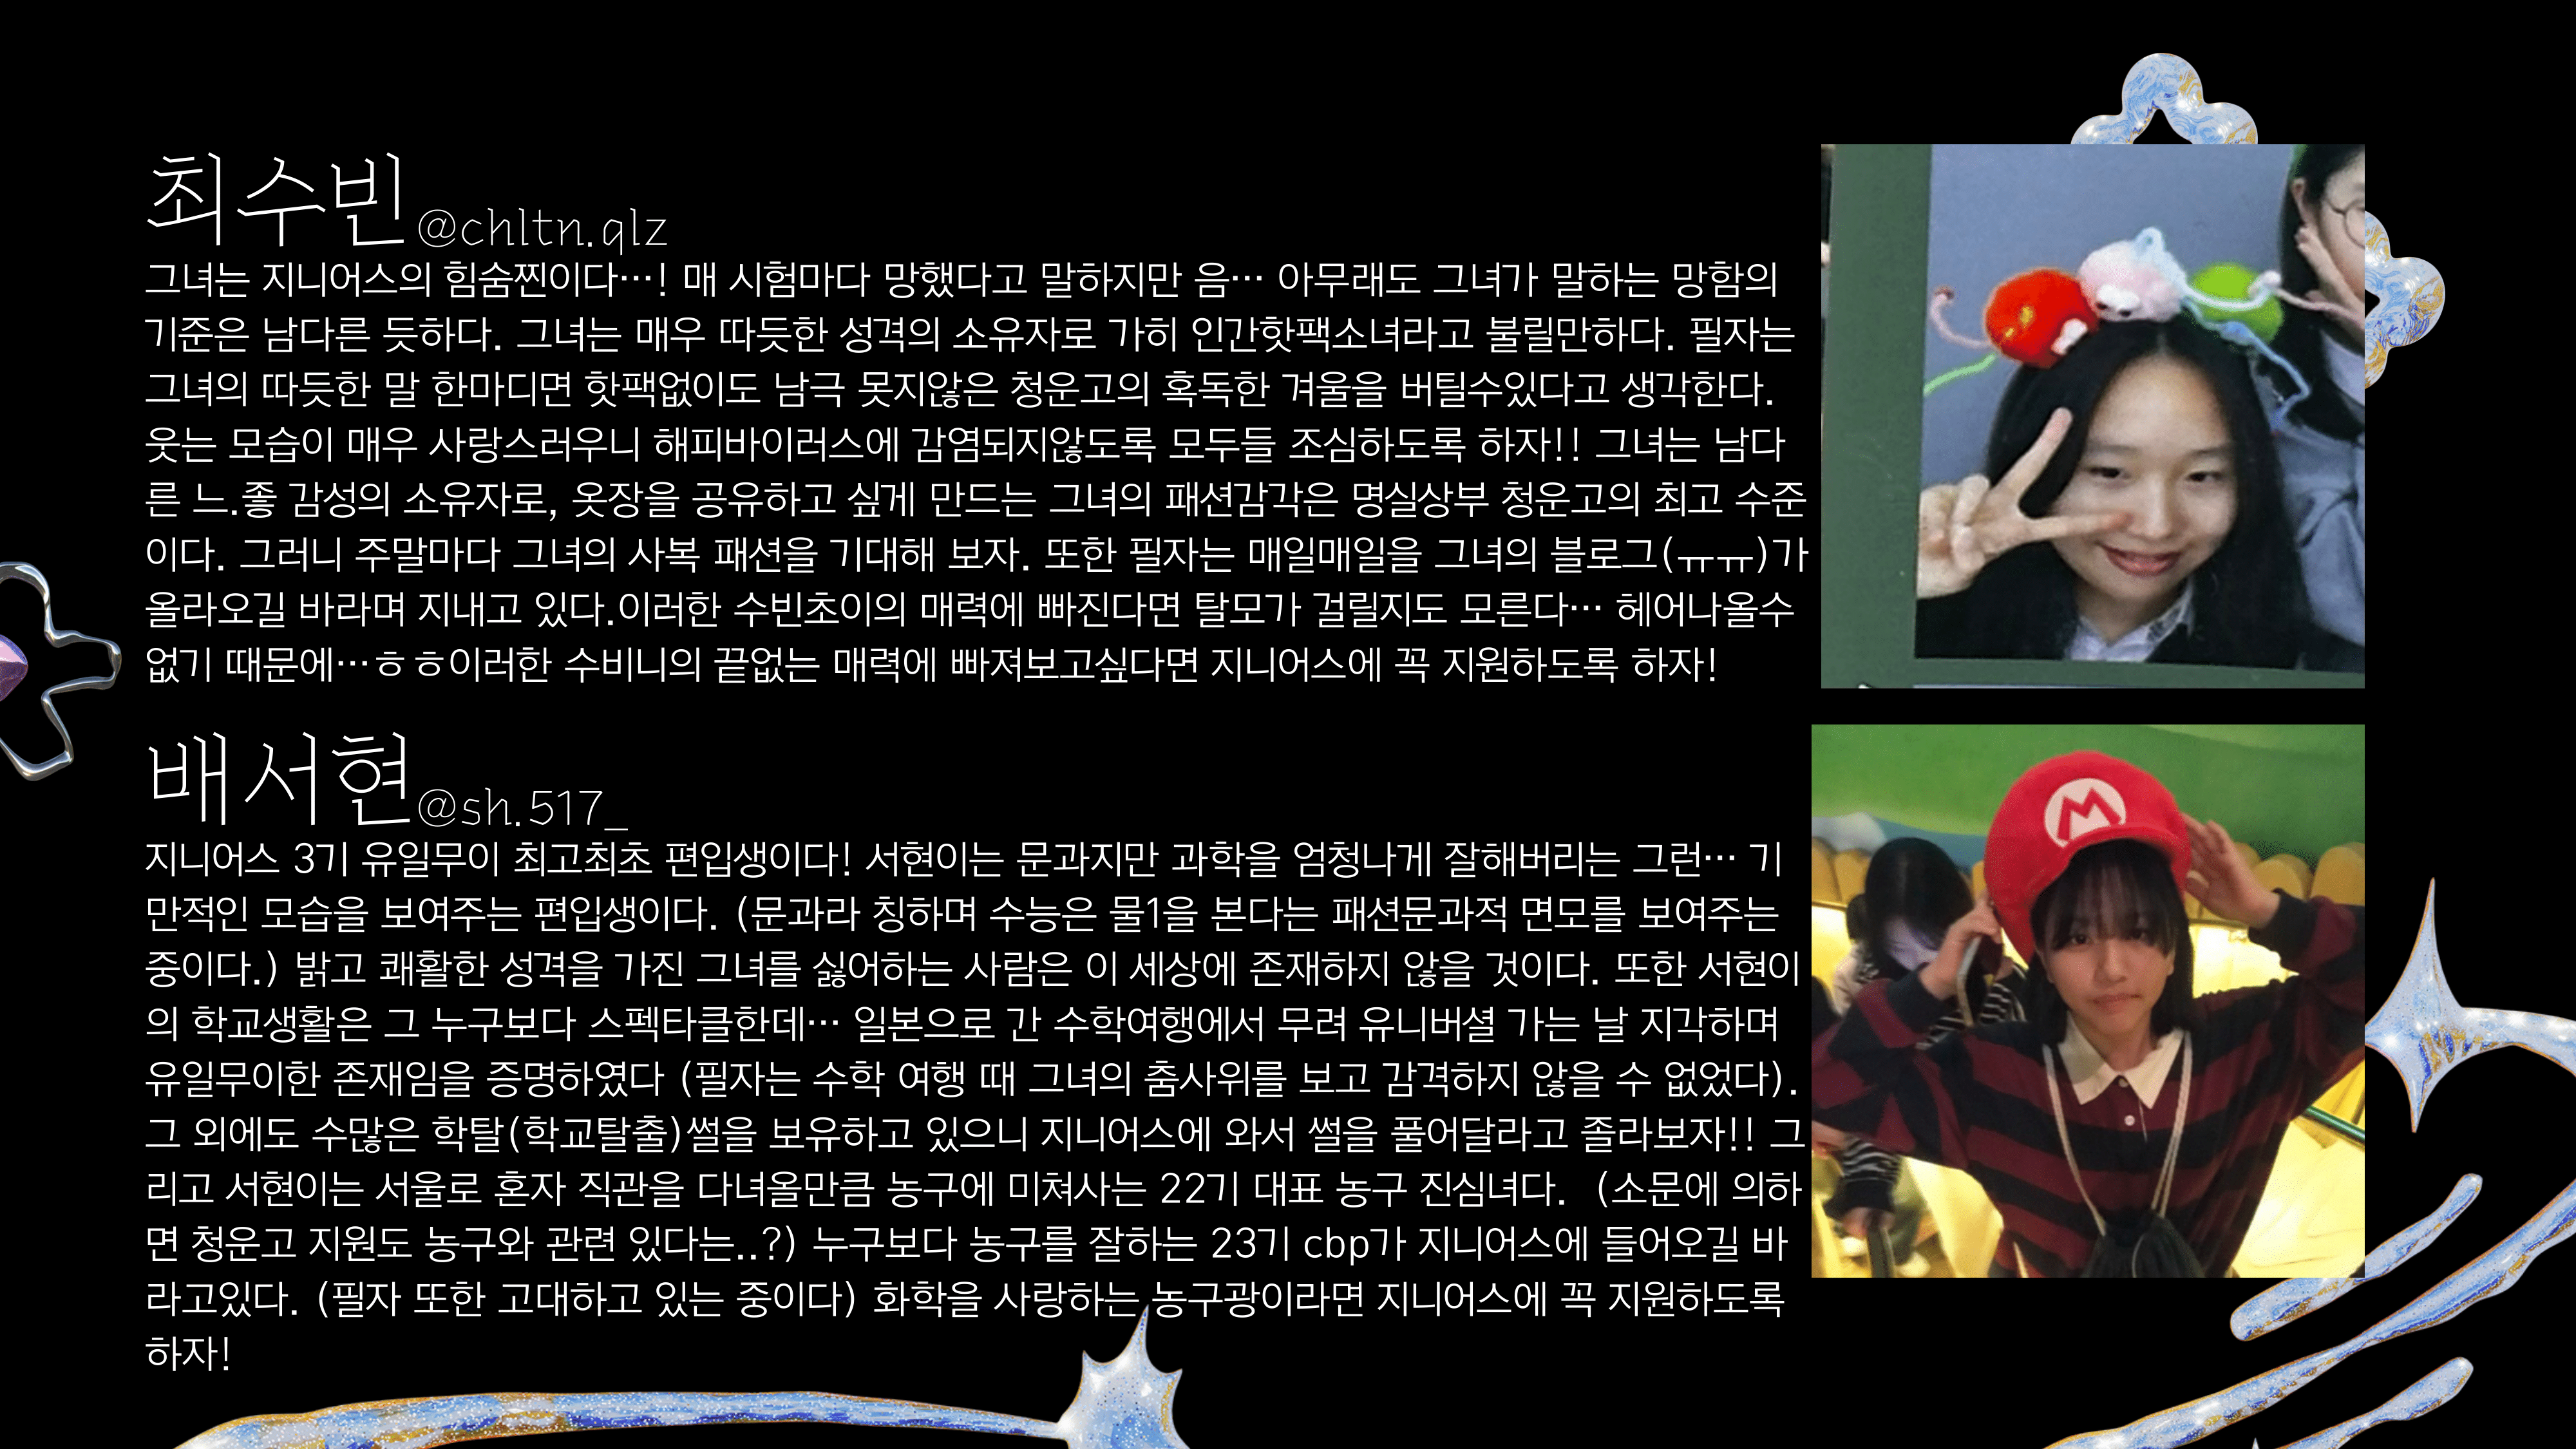 최수빈 @chltn.qlz
그녀는 지니어스의 힘숨찐이다…! 매 시험마다 망했다고 말하지만 음… 아무래도 그녀가 말하는 망함의
기준은 남다른 듯하다. 그녀는 매우 따듯한 성격의 소유자로 가히 인간핫팩소녀라고 불릴만하다. 필자는
그녀의 따듯한 말 한마디면 핫팩없이도 남극 못지않은 청운고의 혹독한 겨울을 버틸수있다고 생각한다.
웃는 모습이 매우 사랑스러우니 해피바이러스에 감염되지않도록 모두들 조심하도록 하자!! 그녀는 남다
른 느.좋 감성의 소유자로, 옷장을 공유하고 싶게 만드는 그녀의 패션감각은 명실상부 청운고의 최고 수준
이다. 그러니 주말마다 그녀의 사복 패션을 기대해 보자. 또한 필자는 매일매일을 그녀의 블로그(ㅠㅠ)가
올라오길 바라며 지내고 있다.이러한 수빈초이의 매력에 빠진다면 탈모가 걸릴지도 모른다… 헤어나올수
없기 때문에…ㅎㅎ이러한 수비니의 끝없는 매력에 빠져보고싶다면 지니어스에 꼭 지원하도록 하자!
배서현 @sh.517_
지니어스 3기 유일무이 최고최초 편입생이다! 서현이는 문과지만 과학을 엄청나게 잘해버리는 그런… 기
만적인 모습을 보여주는 편입생이다. (문과라 칭하며 수능은 물1을 본다는 패션문과적 면모를 보여주는
중이다.) 밝고 쾌활한 성격을 가진 그녀를 싫어하는 사람은 이 세상에 존재하지 않을 것이다. 또한 서현이
의 학교생활은 그 누구보다 스펙타클한데… 일본으로 간 수학여행에서 무려 유니버셜 가는 날 지각하며
유일무이한 존재임을 증명하였다 (필자는 수학 여행 때 그녀의 춤사위를 보고 감격하지 않을 수 없었다).
그 외에도 수많은 학탈(학교탈출)썰을 보유하고 있으니 지니어스에 와서 썰을 풀어달라고 졸라보자!! 그
리고 서현이는 서울로 혼자 직관을 다녀올만큼 농구에 미쳐사는 22기 대표 농구 진심녀다.  (소문에 의하
면 청운고 지원도 농구와 관련 있다는..?) 누구보다 농구를 잘하는 23기 cbp가 지니어스에 들어오길 바
라고있다. (필자 또한 고대하고 있는 중이다) 화학을 사랑하는 농구광이라면 지니어스에 꼭 지원하도록
하자!
M